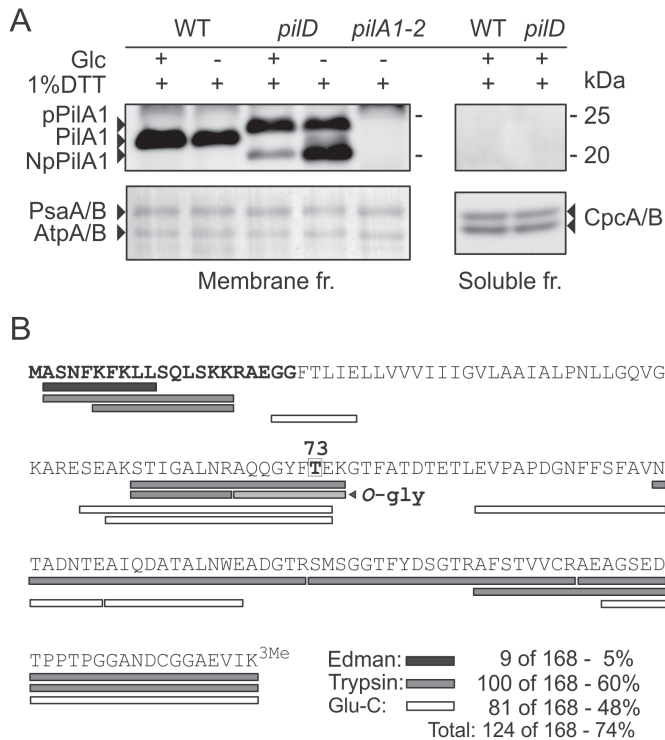 A
WT pilD pilA1-2 WT pilD
Glc + - + - - + +
1%DTT + + + + + + + kDa
pPilA1 - - 25
PilA1
NpPilA1 - - 20
PsaA/B CpcA/B
AtpA/B
Membrane fr. Soluble fr.
B
MASNFKFKLLSQLSKKRAEGGFTLIELLVVVIIIGVLAAIALPNLLGQVG
73
KARESEAKSTIGALNRAQQGYFTEKGTFATDTETLEVPAPDGNFFSFAVN
O-gly
TADNTEAIQDATALNWEADGTRSMSGGTFYDSGTRAFSTVVCRAEAGSED
TPPTPGGANDCGGAEVIK3Me
Edman: 9 of 168 - 5%
Trypsin: 100 of 168 - 60%
Glu-C: 81 of 168 - 48%
Total: 124 of 168 - 74%